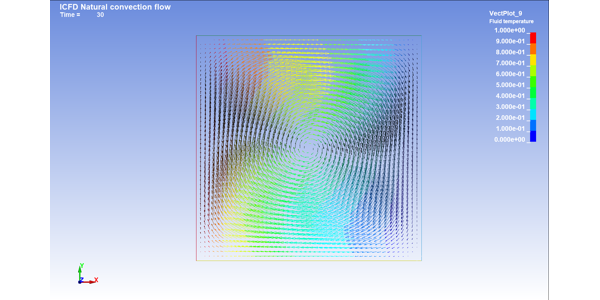 ICFD Natural convection flow
Time = 30
VectPlot_9
Fluid temperature
1.000e+00
9.000e-01
8.000e-01
7.000e-01
6.000e-01
5.000e-01
4.000e-01
3.000e-01
2.000e-01
1.000e-01
0.000e+00
Y
Z X